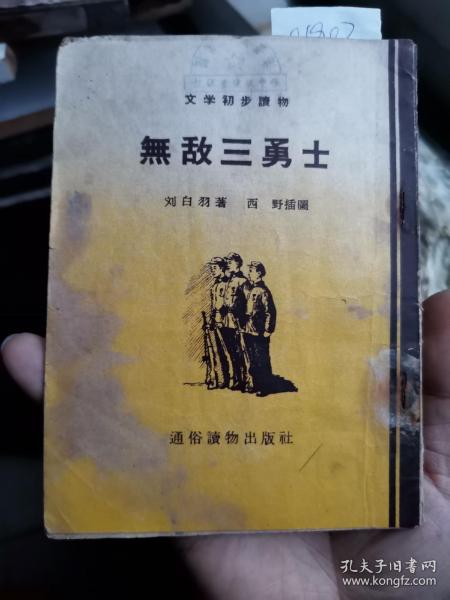 文学初步讀物
無敌三勇士
刘白羽著 西野插圖
通俗讀物出版社
孔夫子旧书网
www.kongfz.com